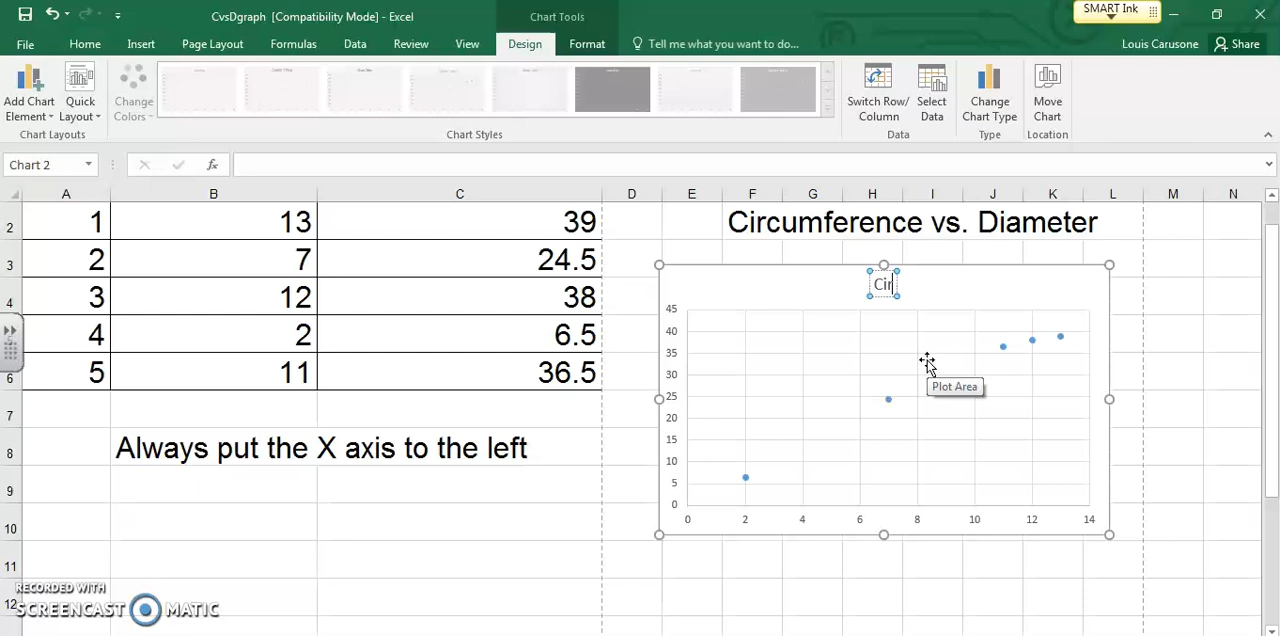 CvsDgraph [Compatibility Mode] - Excel
Chart Tools
SMART Ink
File Home Insert Page Layout Formulas Data Review View Design Format Tell me what you want to do... Louis Carusone Share
Add Chart Element
Quick Layout
Change Colors
Switch Row/ Column
Select Data
Change Chart Type
Move Chart
Chart Layouts
Chart Styles
Data
Type
Location
Chart 2
fx
A B C D E F G H I J K L M N
2 1 13 39 Circumference vs. Diameter
3 2 7 24.5
4 3 12 38
4 2 6.5
6 5 11 36.5
7
8 Always put the X axis to the left
9
10
11
12
Cir
45
40
35
30
25
20
15
10
5
0
0 2 4 6 8 10 12 14
Plot Area
RECORDED WITH
SCREENCAST MATIC